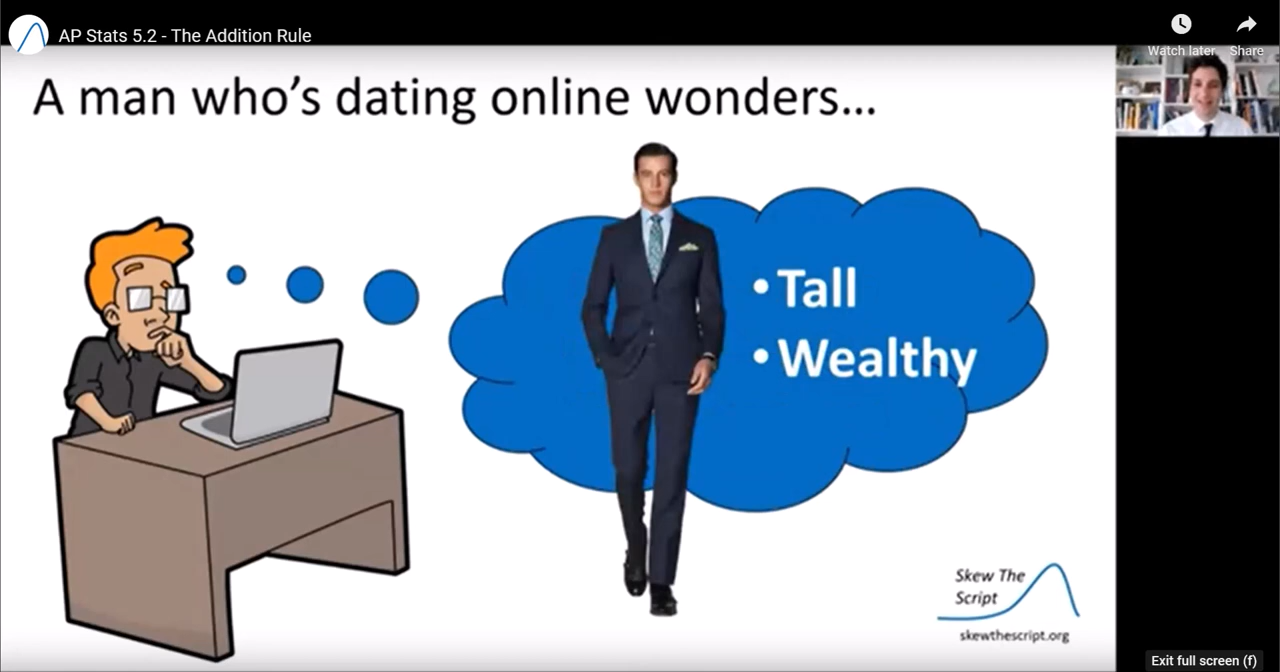 AP Stats 5.2 - The Addition Rule
Watch later
Share
A man who's dating online wonders...
• Tall
• Wealthy
Skew The
Script
skewthescript.org
Exit full screen (f)